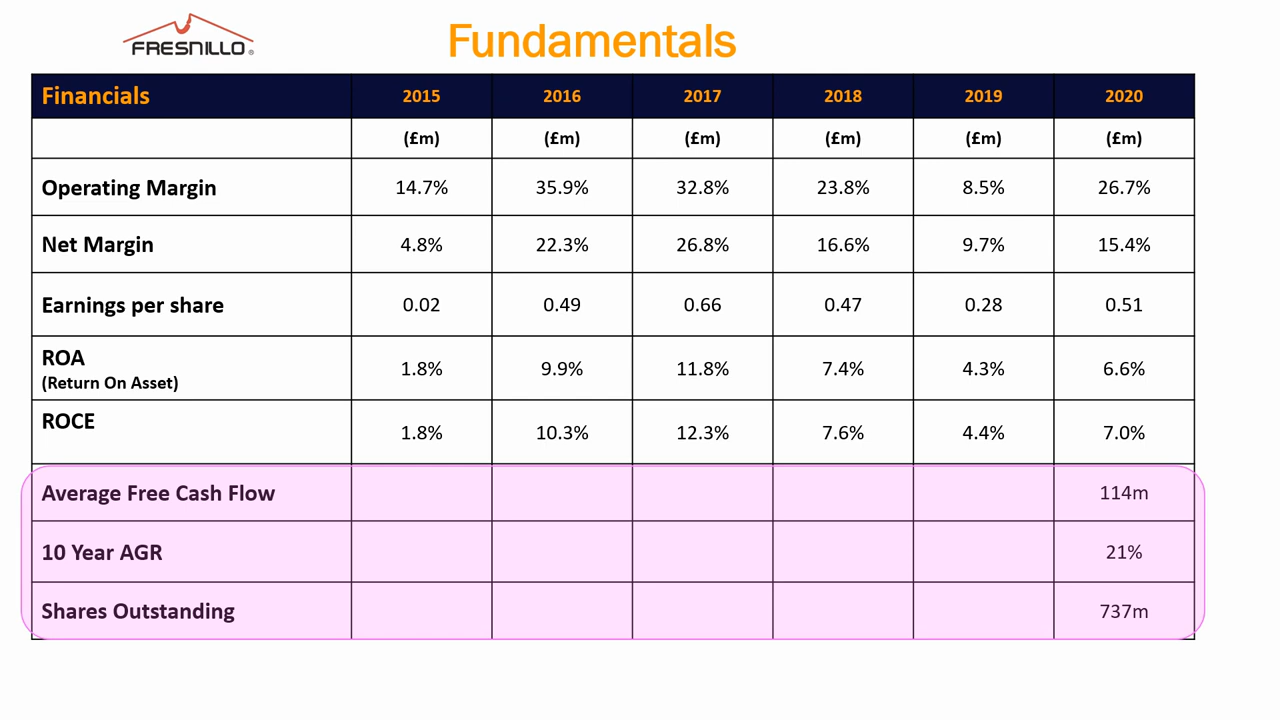 FRESNILLO®
Fundamentals
Financials 2015 2016 2017 2018 2019 2020
(£m) (£m) (£m) (£m) (£m) (£m)
Operating Margin 14.7% 35.9% 32.8% 23.8% 8.5% 26.7%
Net Margin 4.8% 22.3% 26.8% 16.6% 9.7% 15.4%
Earnings per share 0.02 0.49 0.66 0.47 0.28 0.51
ROA
(Return On Asset) 1.8% 9.9% 11.8% 7.4% 4.3% 6.6%
ROCE 1.8% 10.3% 12.3% 7.6% 4.4% 7.0%
Average Free Cash Flow 114m
10 Year AGR 21%
Shares Outstanding 737m